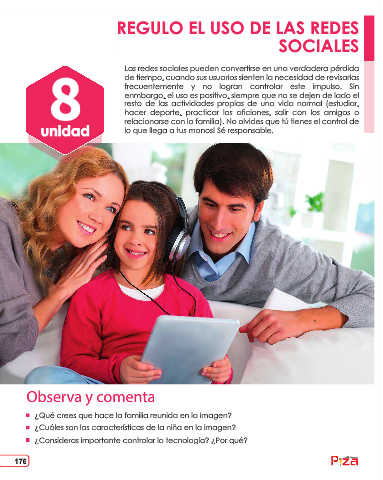 REGULO EL USO DE LAS REDES
SOCIALES
8
unidad
Las redes sociales pueden convertirse en una verdadera pérdida
de tiempo, cuando sus usuarios sienten la necesidad de revisarlas
frecuentemente y no logran controlar este impulso. Sin
enmbargo, el uso es positivo, siempre que no se dejen de lado el
resto de las actividades propias de una vida normal (estudiar,
hacer deporte, practicar las aficiones, salir con los amigos o
relacionarse con la familia). No olvides que tú tienes el control de
lo que llega a tus manos! Sé responsable.
Observa y comenta
¿Qué crees que hace la familia reunida en la imagen?
¿Cuáles son las características de la niña en la imagen?
¿Consideras importante controlar la tecnología? ¿Por qué?
176
Pizá